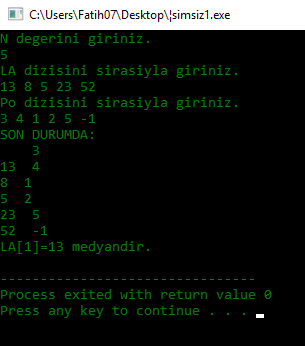 C:\Users\Fatih07\Desktop\¦simsiz1.exe
N degerini giriniz.
5
LA dizisini sirasiyla giriniz.
13 8 5 23 52
Po dizisini sirasiyla giriniz.
3 4 1 2 5 -1
SON DURUMDA:
3
13 4
8 1
5 2
23 5
52 -1
LA[1]=13 medyandir.
--------------------------------
Process exited with return value 0
Press any key to continue . . .